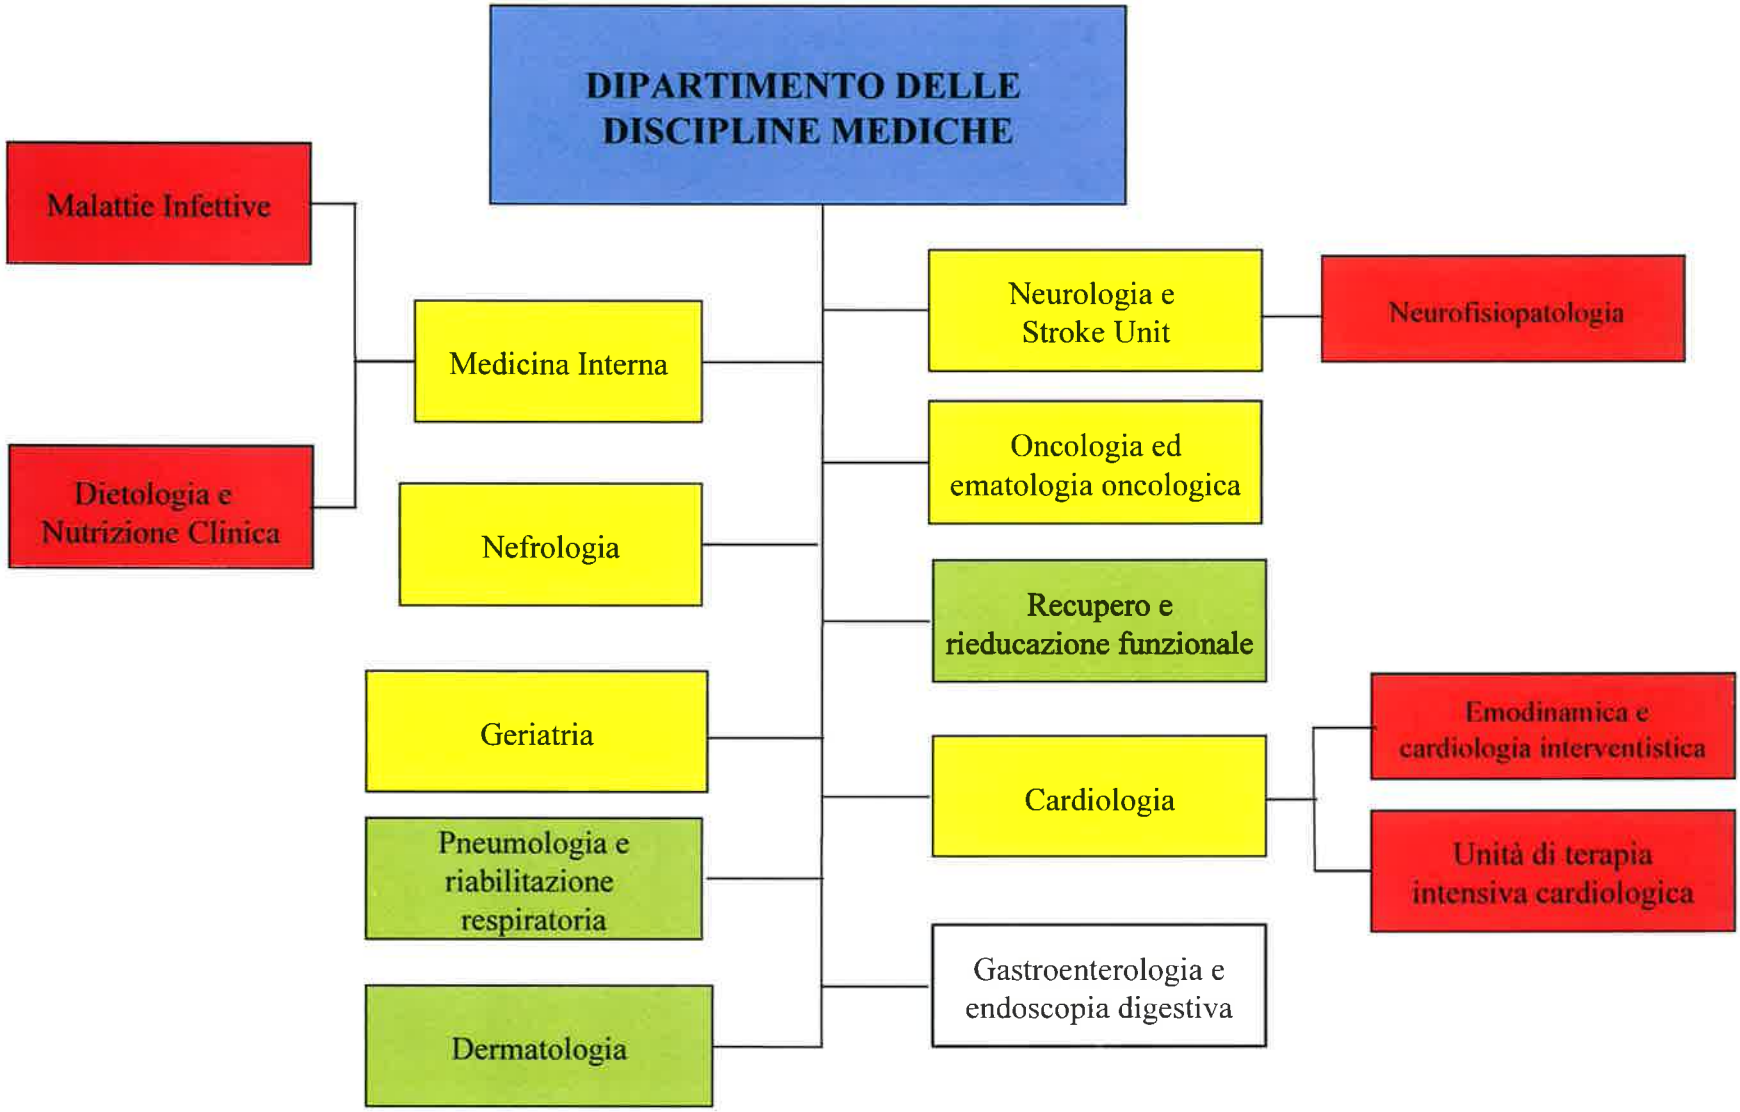 DIPARTIMENTO DELLE
DISCIPLINE MEDICHE
Malattie Infettive
Neurologia e
Stroke Unit
Neurofisiopatologia
Medicina Interna
Oncologia ed
ematologia oncologica
Dietologia e
Nutrizione Clinica
Nefrologia
Recupero e
rieducazione funzionale
Geriatria
Emodinamica e
cardiologia interventistica
Cardiologia
Pneumologia e
riabilitazione
respiratoria
Unità di terapia
intensiva cardiologica
Gastroenterologia e
endoscopia digestiva
Dermatologia